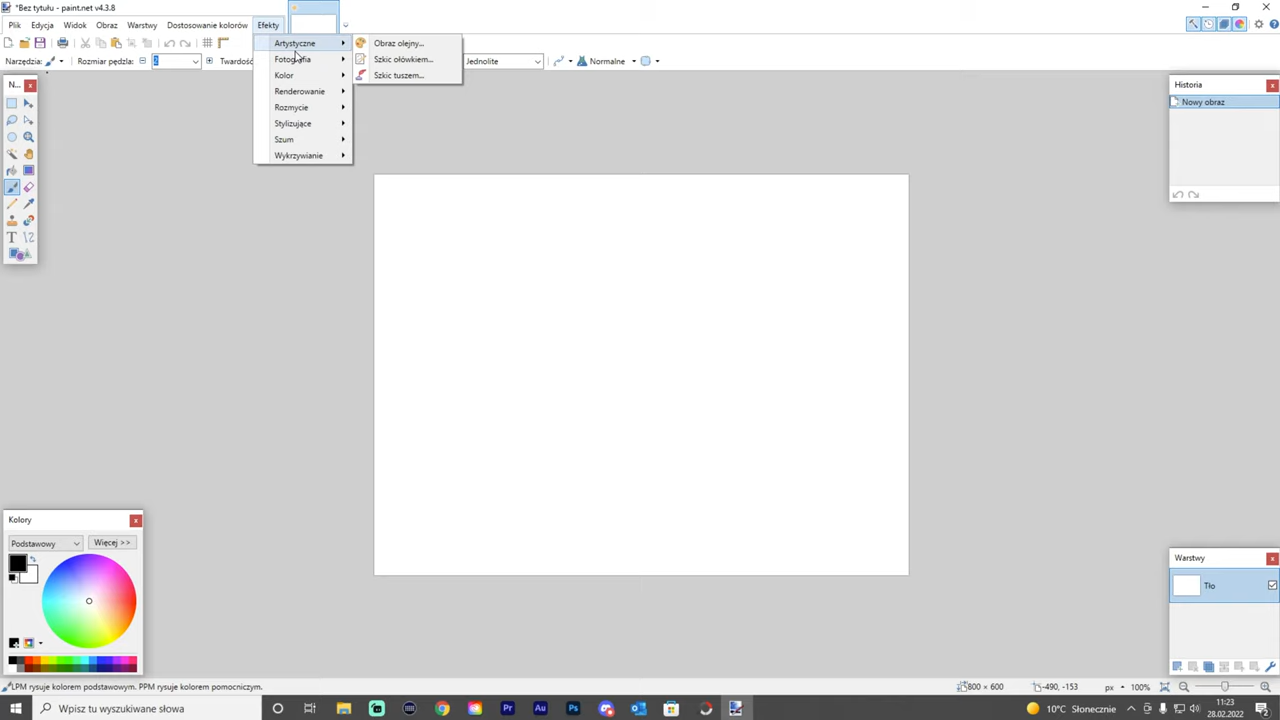 *Bez tytułu - paint.net v4.3.8
Plik Edycja Widok Obraz Warstwy Dostosowanie kolorów Efekty
Narzędzia: Rozmiar pędzla: 2 Twardość Jednolite Normalne
Artystyczne
Fotografia
Kolor
Renderowanie
Rozmycie
Stylizujące
Szum
Wykrzywianie
Obraz olejny...
Szkic ołówkiem...
Szkic tuszem...
N...
Historia
Nowy obraz
Kolory
Podstawowy Więcej >>
Warstwy
Tło
LPM rysuje kolorem podstawowym. PPM rysuje kolorem pomocniczym.
800 x 600 -490, -153 px 100%
Wpisz tu wyszukiwane słowo
10°C Słonecznie
11:23
28.02.2022